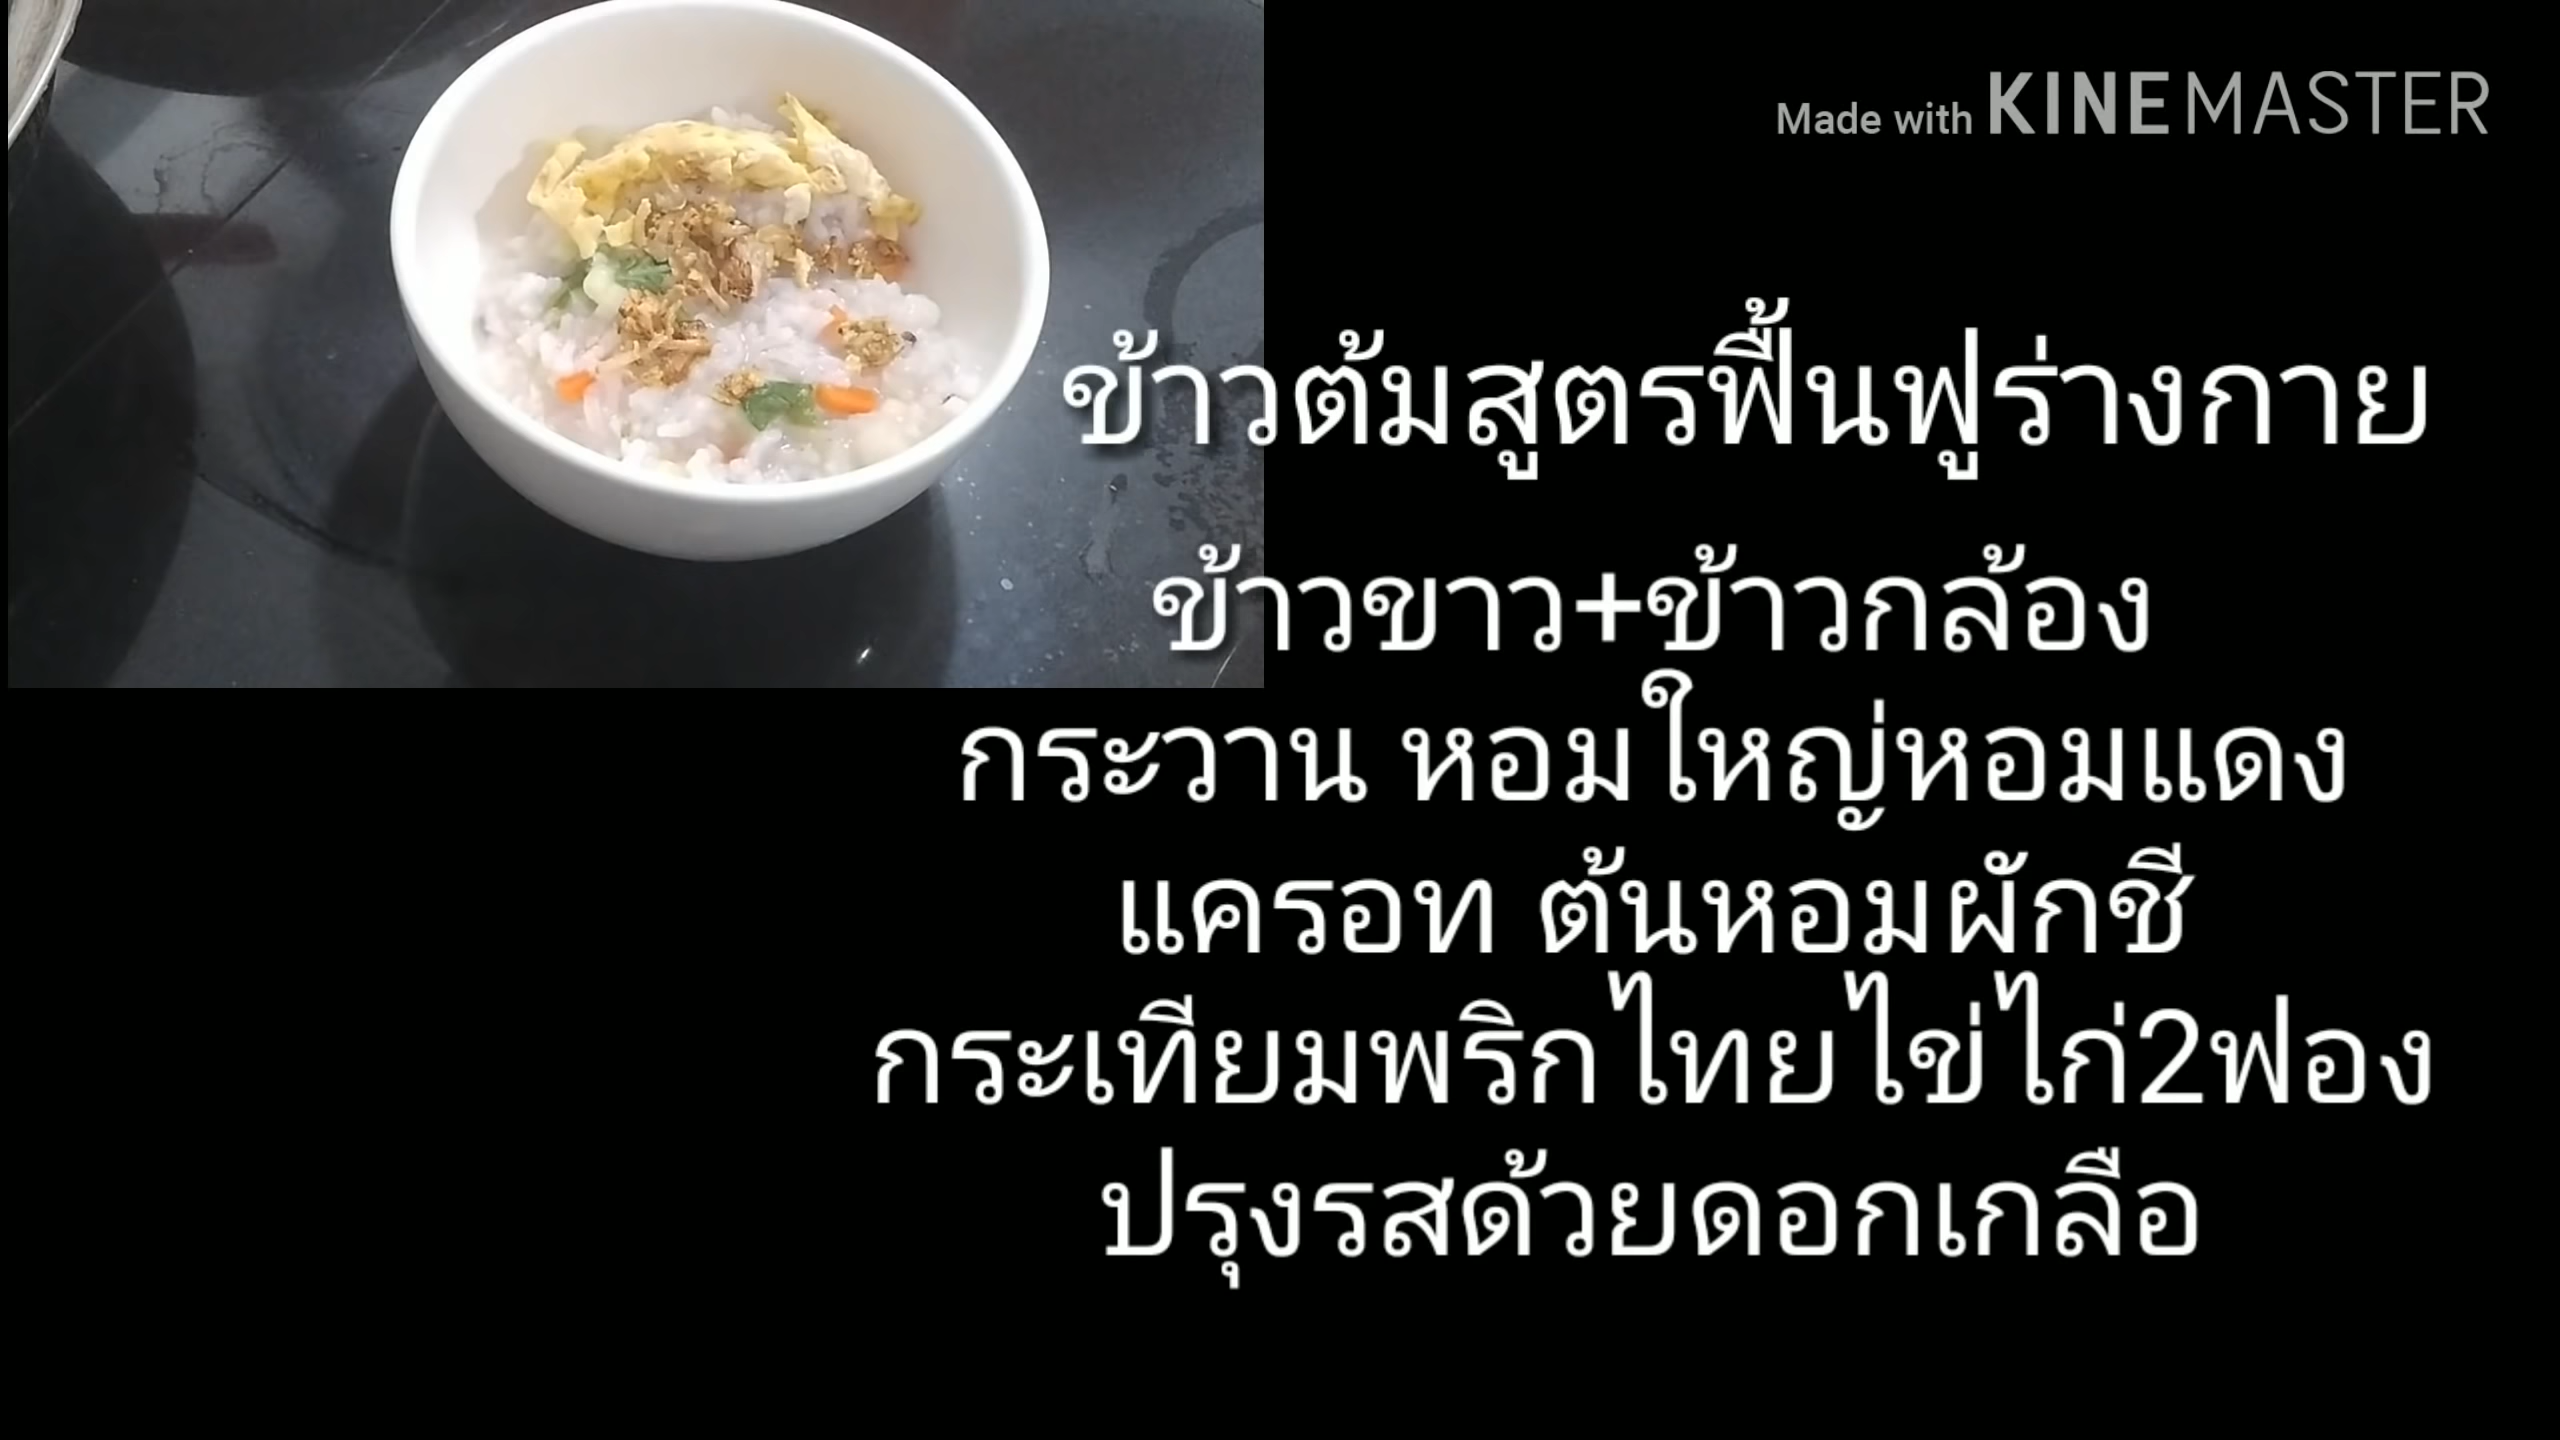 Made with KINEMASTER
ข้าวต้มสูตรฟื้นฟูร่างกาย
ข้าวขาว+ข้าวกล้อง
กระวาน หอมใหญ่หอมแดง
แครอท ต้นหอมผักชี
กระเทียมพริกไทยไข่ไก่2ฟอง
ปรุงรสด้วยดอกเกลือ